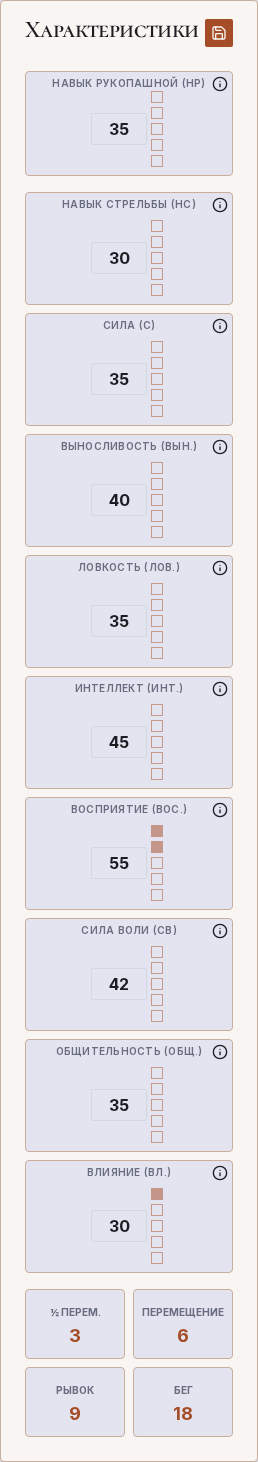 Характеристики
НАВЫК РУКОПАШНОЙ (НР)
35
НАВЫК СТРЕЛЬБЫ (НС)
30
СИЛА (С)
35
ВЫНОСЛИВОСТЬ (ВЫН.)
40
ЛОВКОСТЬ (ЛОВ.)
35
ИНТЕЛЛЕКТ (ИНТ.)
45
ВОСПРИЯТИЕ (ВОС.)
55
СИЛА ВОЛИ (СВ)
42
ОБЩИТЕЛЬНОСТЬ (ОБЩ.)
35
ВЛИЯНИЕ (ВЛ.)
30
½ ПЕРЕМ. ПЕРЕМЕЩЕНИЕ
3 6
РЫВОК БЕГ
9 18